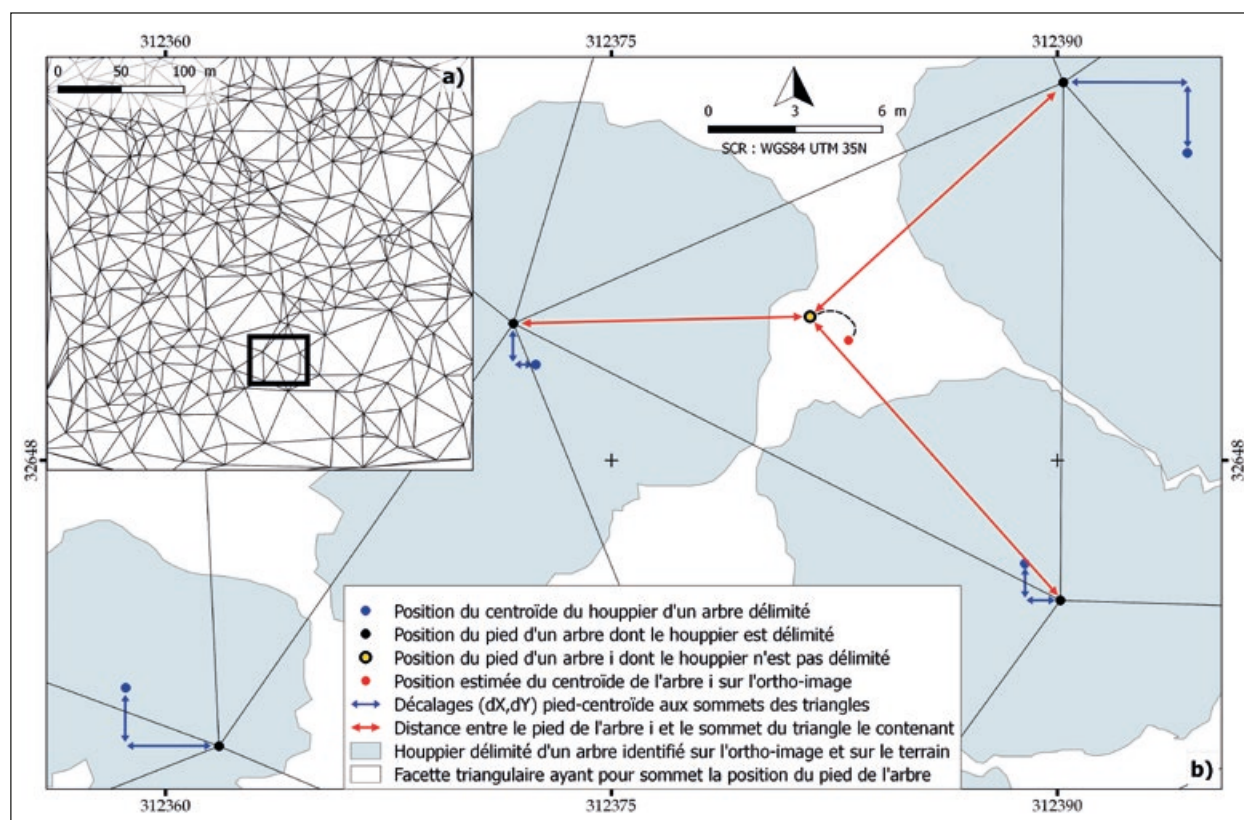 312360
312375
312390
0 50 100 m
a)
0 3 6 m
SCR : WGS84 UTM 35N
32648
32648
Position du centroïde du houppier d'un arbre délimité
Position du pied d'un arbre dont le houppier est délimité
Position du pied d'un arbre i dont le houppier n'est pas délimité
Position estimée du centroïde de l'arbre i sur l'ortho-image
Décalages (dX,dY) pied-centroïde aux sommets des triangles
Distance entre le pied de l'arbre i et le sommet du triangle le contenant
Houppier délimité d'un arbre identifié sur l'ortho-image et sur le terrain
Facette triangulaire ayant pour sommet la position du pied de l'arbre
b)
312360
312375
312390